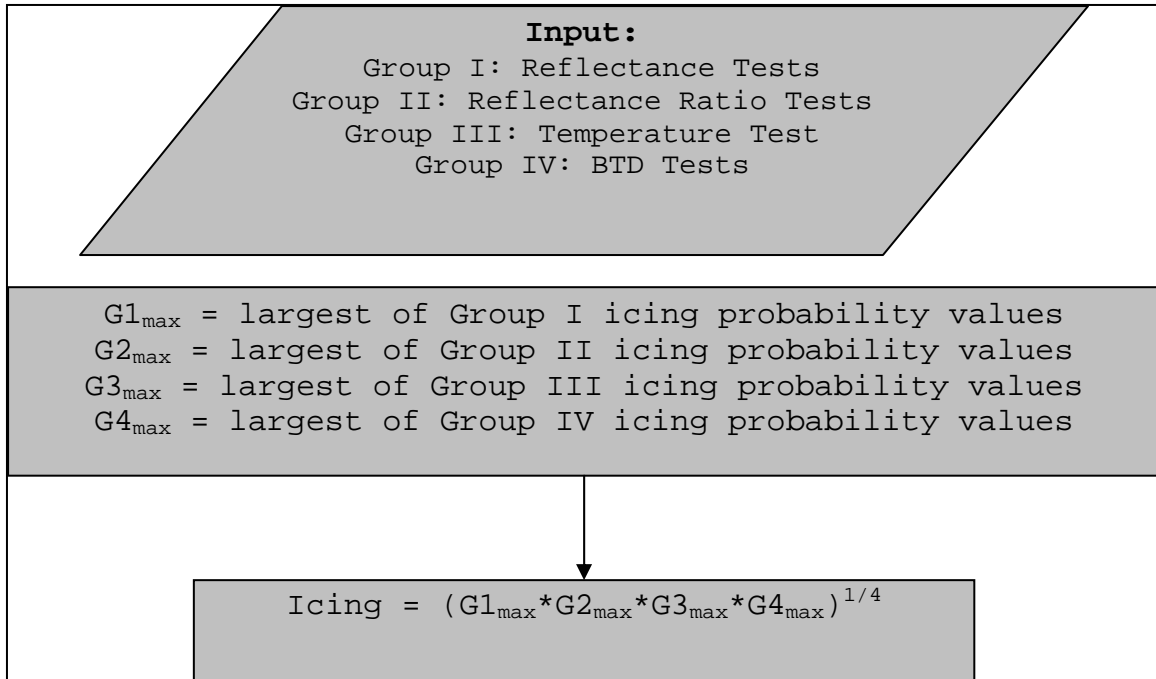 Input:
Group I: Reflectance Tests
Group II: Reflectance Ratio Tests
Group III: Temperature Test
Group IV: BTD Tests
G1max = largest of Group I icing probability values
G2max = largest of Group II icing probability values
G3max = largest of Group III icing probability values
G4max = largest of Group IV icing probability values
Icing = (G1max*G2max*G3max*G4max)1/4